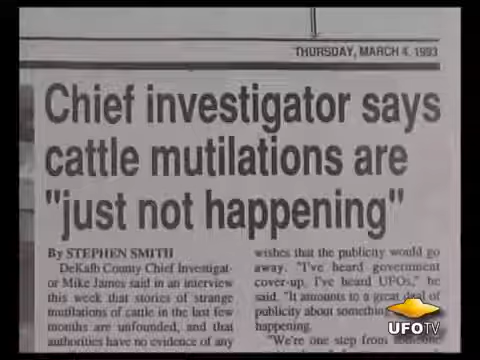 THURSDAY, MARCH 4, 1993
Chief investigator says
cattle mutilations are
"just not happening"
By STEPHEN SMITH
DeKalb County Chief Investigat-
or Mike James said in an interview
this week that stories of strange
mutilations of cattle in the last few
months are unfounded, and that
authorities have no evidence of any
wishes that the publicity would go
away. "I've heard government
cover-up, I've heard UFOs," he
said. "It amounts to a great deal of
publicity about something
happening.
"We're one step from
UFOTV